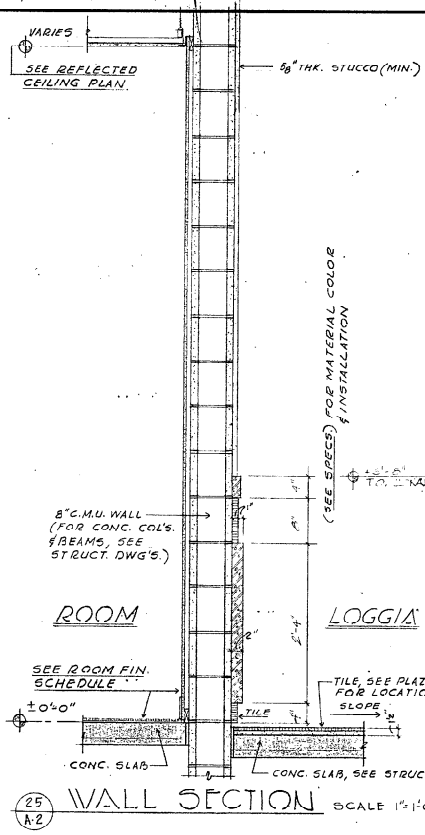 VARIES
SEE REFLECTED
CEILING PLAN
5/8" THK. STUCCO (MIN.)
(SEE SPECS.) FOR MATERIAL COLOR
& INSTALLATION
4"
8"
1"
2'-4"
2"
4"
8" C.M.U. WALL
(FOR CONC. COL'S.
& BEAMS, SEE
STRUCT. DWG'S.)
ROOM
LOGGIA
SEE ROOM FIN.
SCHEDULE
±0'-0"
TILE
TILE, SEE PLAZ
FOR LOCATIO
SLOPE
CONC. SLAB
CONC. SLAB, SEE STRUC
25
A-2
WALL SECTION
SCALE 1"=1'-0